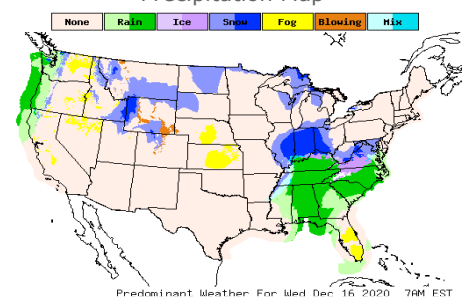 Precipitation Map
None Rain Ice Snow Fog Blowing Mix
Predominant Weather For Wed Dec 16 2020 7AM EST